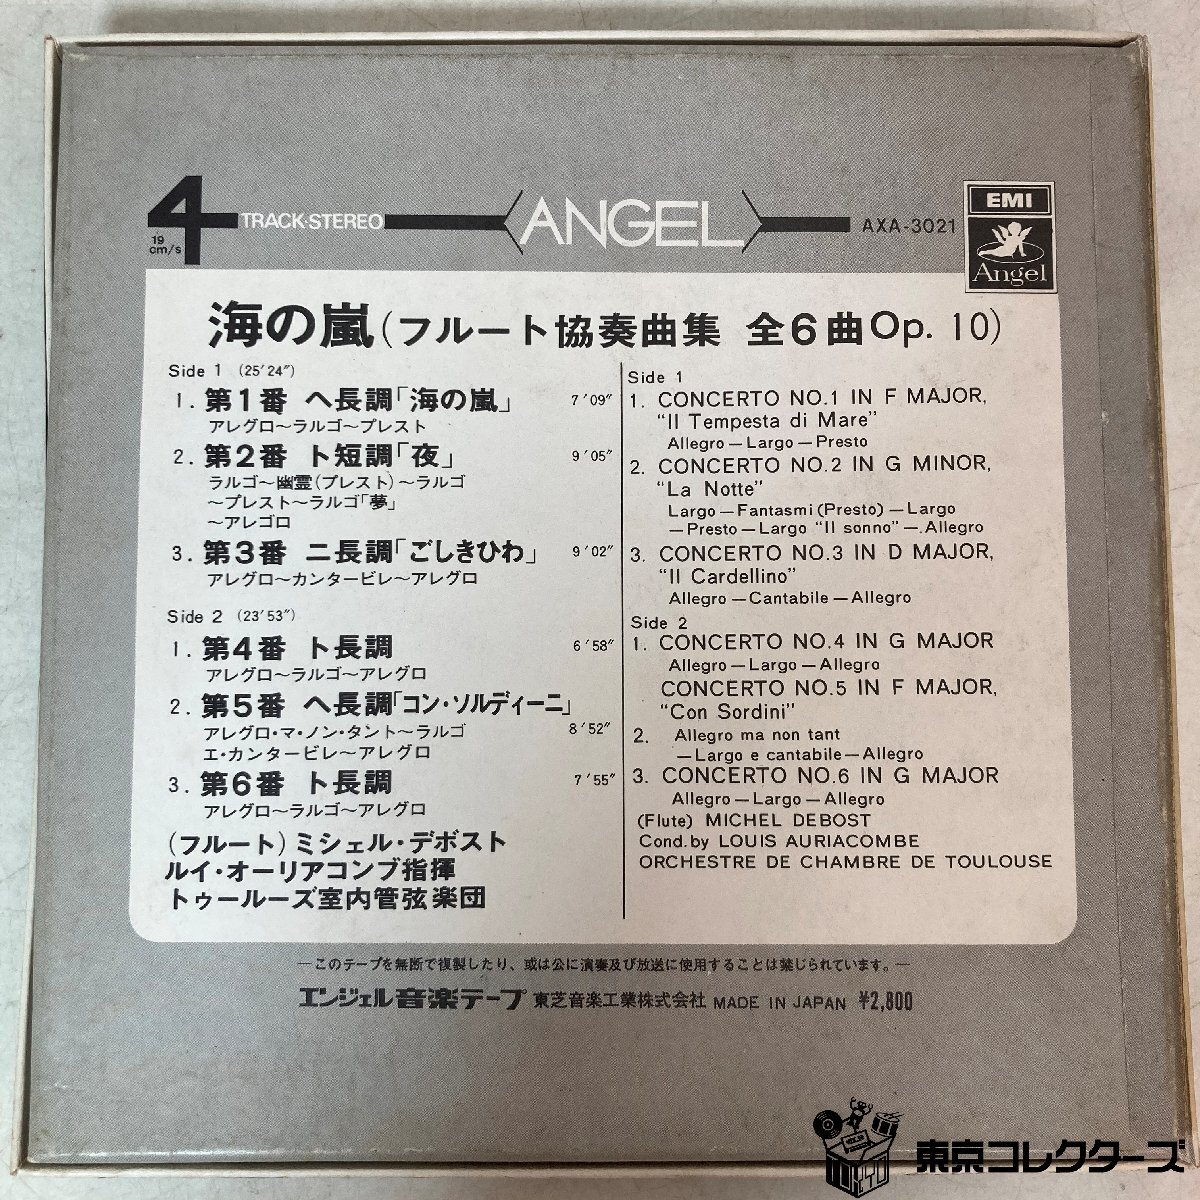 4 TRACK·STEREO ANGEL AXA-3021
19 cm/s
EMI
Angel
海の嵐(フルート協奏曲集 全6曲Op. 10)
Side 1 (25'24")
1. 第1番 ヘ長調「海の嵐」 7'09"
アレグロ〜ラルゴ〜プレスト
2. 第2番 ト短調「夜」 9'05"
ラルゴ〜幽霊(プレスト)〜ラルゴ
〜プレスト〜ラルゴ「夢」
〜アレゴロ
3. 第3番 ニ長調「ごしきひわ」 9'02"
アレグロ〜カンタービレ〜アレグロ
Side 2 (23'53")
1. 第4番 ト長調 6'58"
アレグロ〜ラルゴ〜アレグロ
2. 第5番 ヘ長調「コン・ソルディーニ」
アレグロ・マ・ノン・タント〜ラルゴ 8'52"
エ・カンタービレ〜アレグロ
3. 第6番 ト長調 7'55"
アレグロ〜ラルゴ〜アレグロ
(フルート)ミシェル・デボスト
ルイ・オーリアコンブ指揮
トゥールーズ室内管弦楽団
Side 1
1. CONCERTO NO.1 IN F MAJOR,
"Il Tempesta di Mare"
Allegro—Largo—Presto
2. CONCERTO NO.2 IN G MINOR,
"La Notte"
Largo—Fantasmi(Presto)—Largo
—Presto—Largo "Il sonno"—.Allegro
3. CONCERTO NO.3 IN D MAJOR,
"Il Cardellino"
Allegro—Cantabile—Allegro
Side 2
1. CONCERTO NO.4 IN G MAJOR
Allegro—Largo—Allegro
CONCERTO NO.5 IN F MAJOR,
"Con Sordini"
2. Allegro ma non tant
—Largo e cantabile—Allegro
3. CONCERTO NO.6 IN G MAJOR
Allegro—Largo—Allegro
(Flute) MICHEL DEBOST
Cond.by LOUIS AURIACOMBE
ORCHESTRE DE CHAMBRE DE TOULOUSE
—このテープを無断で複製したり、或は公に演奏及び放送に使用することは禁じられています。—
エンジェル音楽テープ 東芝音楽工業株式会社 MADE IN JAPAN ¥2,800
TOKYO
東京コレクターズ